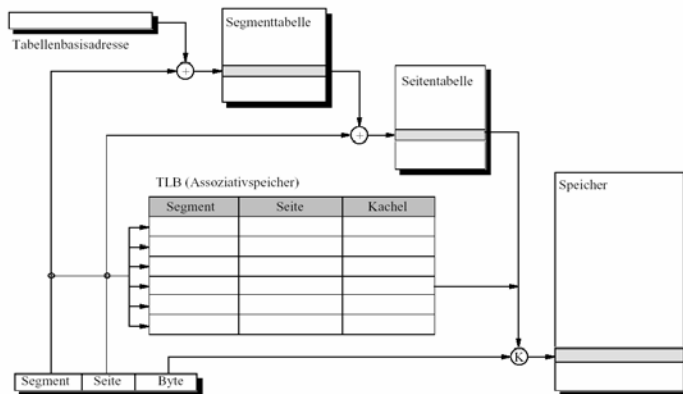 Segmenttabelle
Tabellenbasisadresse
+
Seitentabelle
+
TLB (Assoziativspeicher)
Speicher
Segment Seite Kachel
K
Segment Seite Byte